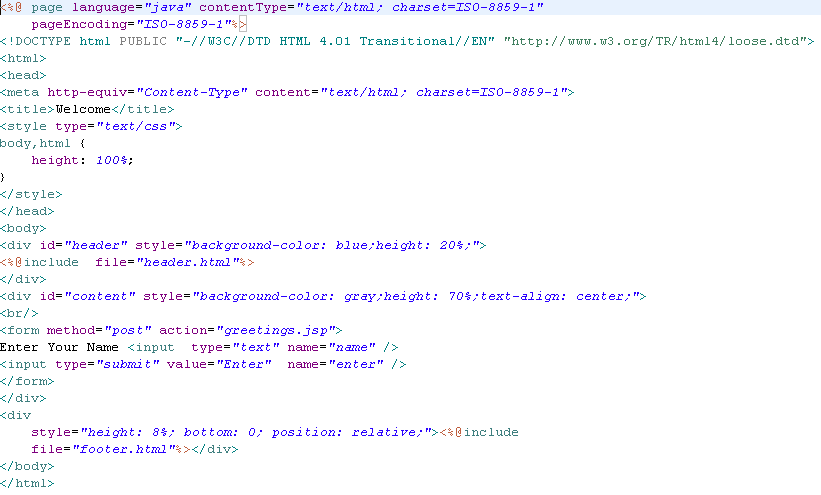 <%@ page language="java" contentType="text/html; charset=ISO-8859-1"
    pageEncoding="ISO-8859-1"%>
<!DOCTYPE html PUBLIC "-//W3C//DTD HTML 4.01 Transitional//EN" "http://www.w3.org/TR/html4/loose.dtd">
<html>
<head>
<meta http-equiv="Content-Type" content="text/html; charset=ISO-8859-1">
<title>Welcome</title>
<style type="text/css">
body,html {
    height: 100%;
}
</style>
</head>
<body>
<div id="header" style="background-color: blue;height: 20%;">
<%@include  file="header.html"%>
</div>
<div id="content" style="background-color: gray;height: 70%;text-align: center;">
<br/>
<form method="post" action="greetings.jsp">
Enter Your Name <input  type="text" name="name" />
<input type="submit" value="Enter"  name="enter" />
</form>
</div>
<div
    style="height: 8%; bottom: 0; position: relative;"><%@include
    file="footer.html"%></div>
</body>
</html>